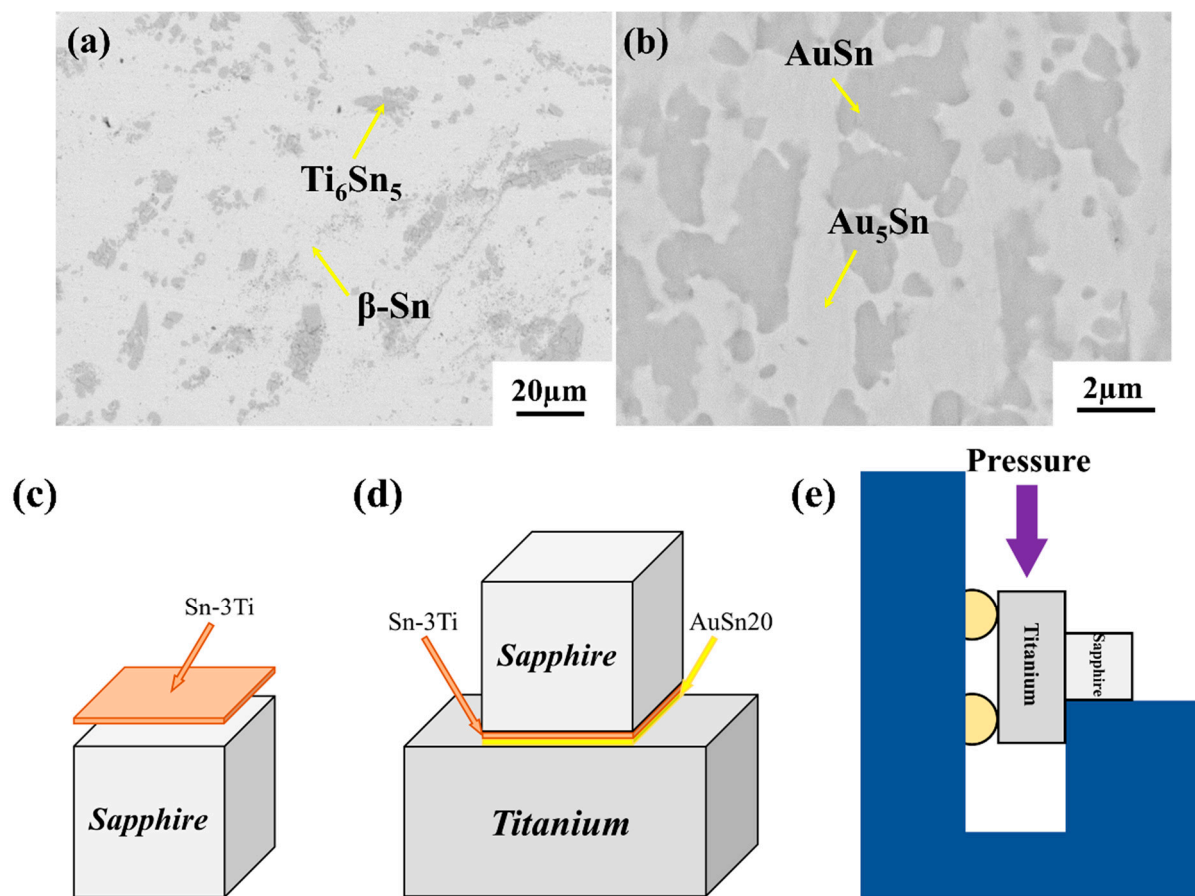 (a)
Ti₆Sn₅
β-Sn
20μm
(b)
AuSn
Au₅Sn
2μm
(c)
Sn-3Ti
Sapphire
(d)
Sn-3Ti
AuSn20
Sapphire
Titanium
(e)
Pressure
Titanium
Sapphire